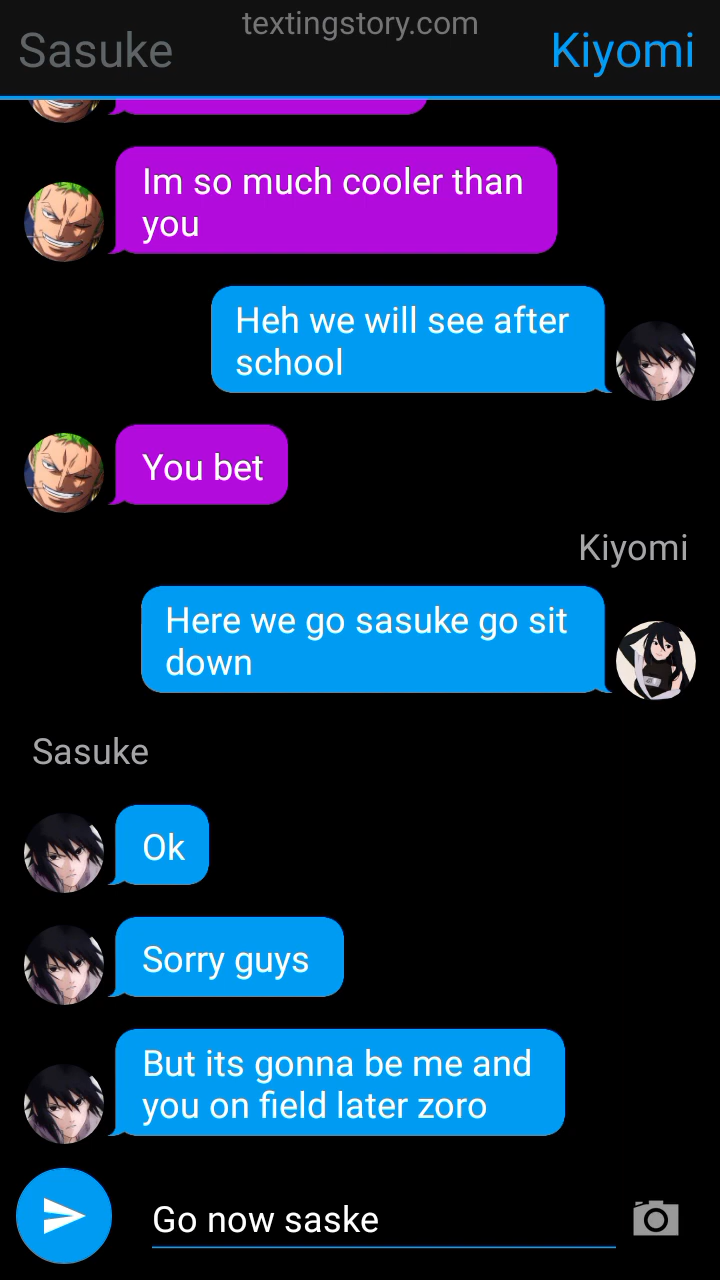 textingstory.com
Sasuke
Kiyomi
Im so much cooler than
you
Heh we will see after
school
You bet
Kiyomi
Here we go sasuke go sit
down
Sasuke
Ok
Sorry guys
But its gonna be me and
you on field later zoro
Go now saske